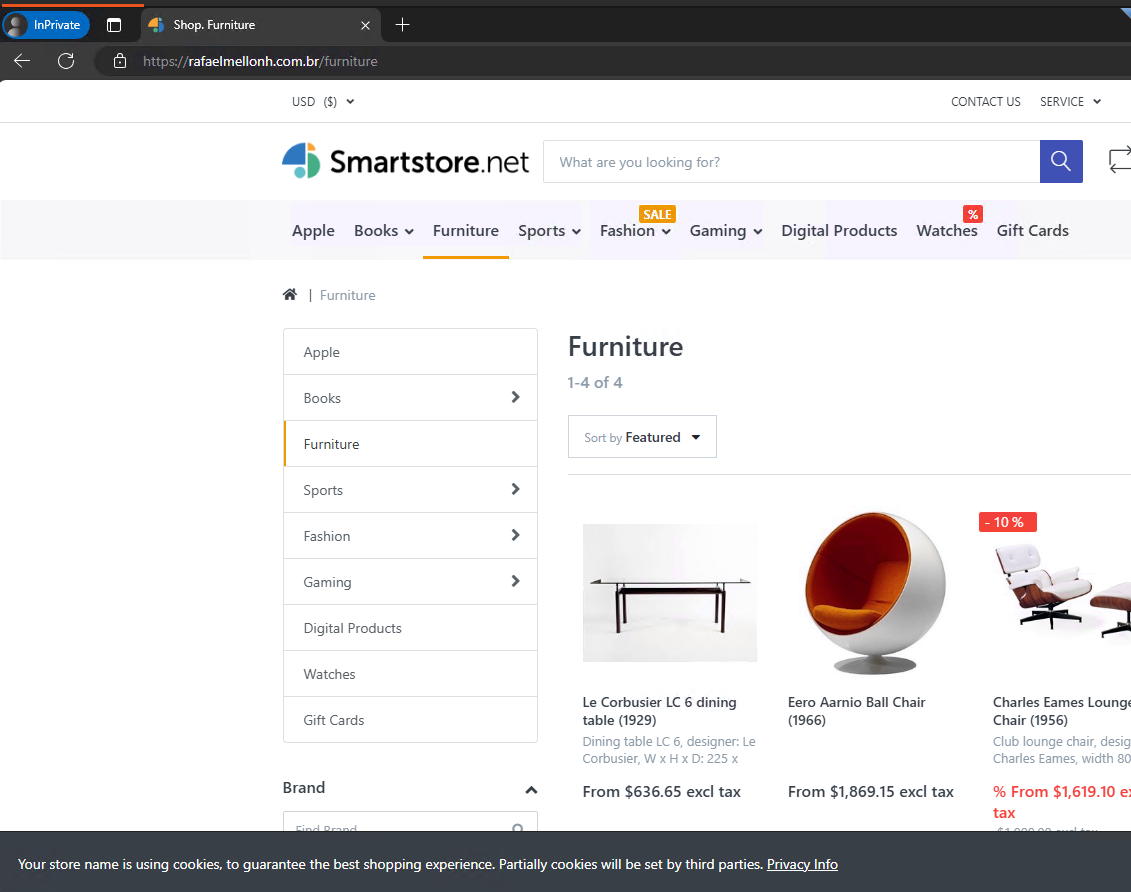 InPrivate
Shop. Furniture
https://rafaelmellonh.com.br/furniture
USD ($)
CONTACT US SERVICE
Smartstore.net
What are you looking for?
SALE %
Apple Books Furniture Sports Fashion Gaming Digital Products Watches Gift Cards
| Furniture
Apple
Books
Furniture
Sports
Fashion
Gaming
Digital Products
Watches
Gift Cards
Brand
Find Brand
Furniture
1-4 of 4
Sort by Featured
Le Corbusier LC 6 dining
table (1929)
Dining table LC 6, designer: Le
Corbusier, W x H x D: 225 x
From $636.65 excl tax
Eero Aarnio Ball Chair
(1966)
From $1,869.15 excl tax
- 10 %
Charles Eames Lounge
Chair (1956)
Club lounge chair, desig
Charles Eames, width 80
% From $1,619.10 ex
tax
Your store name is using cookies, to guarantee the best shopping experience. Partially cookies will be set by third parties. Privacy Info